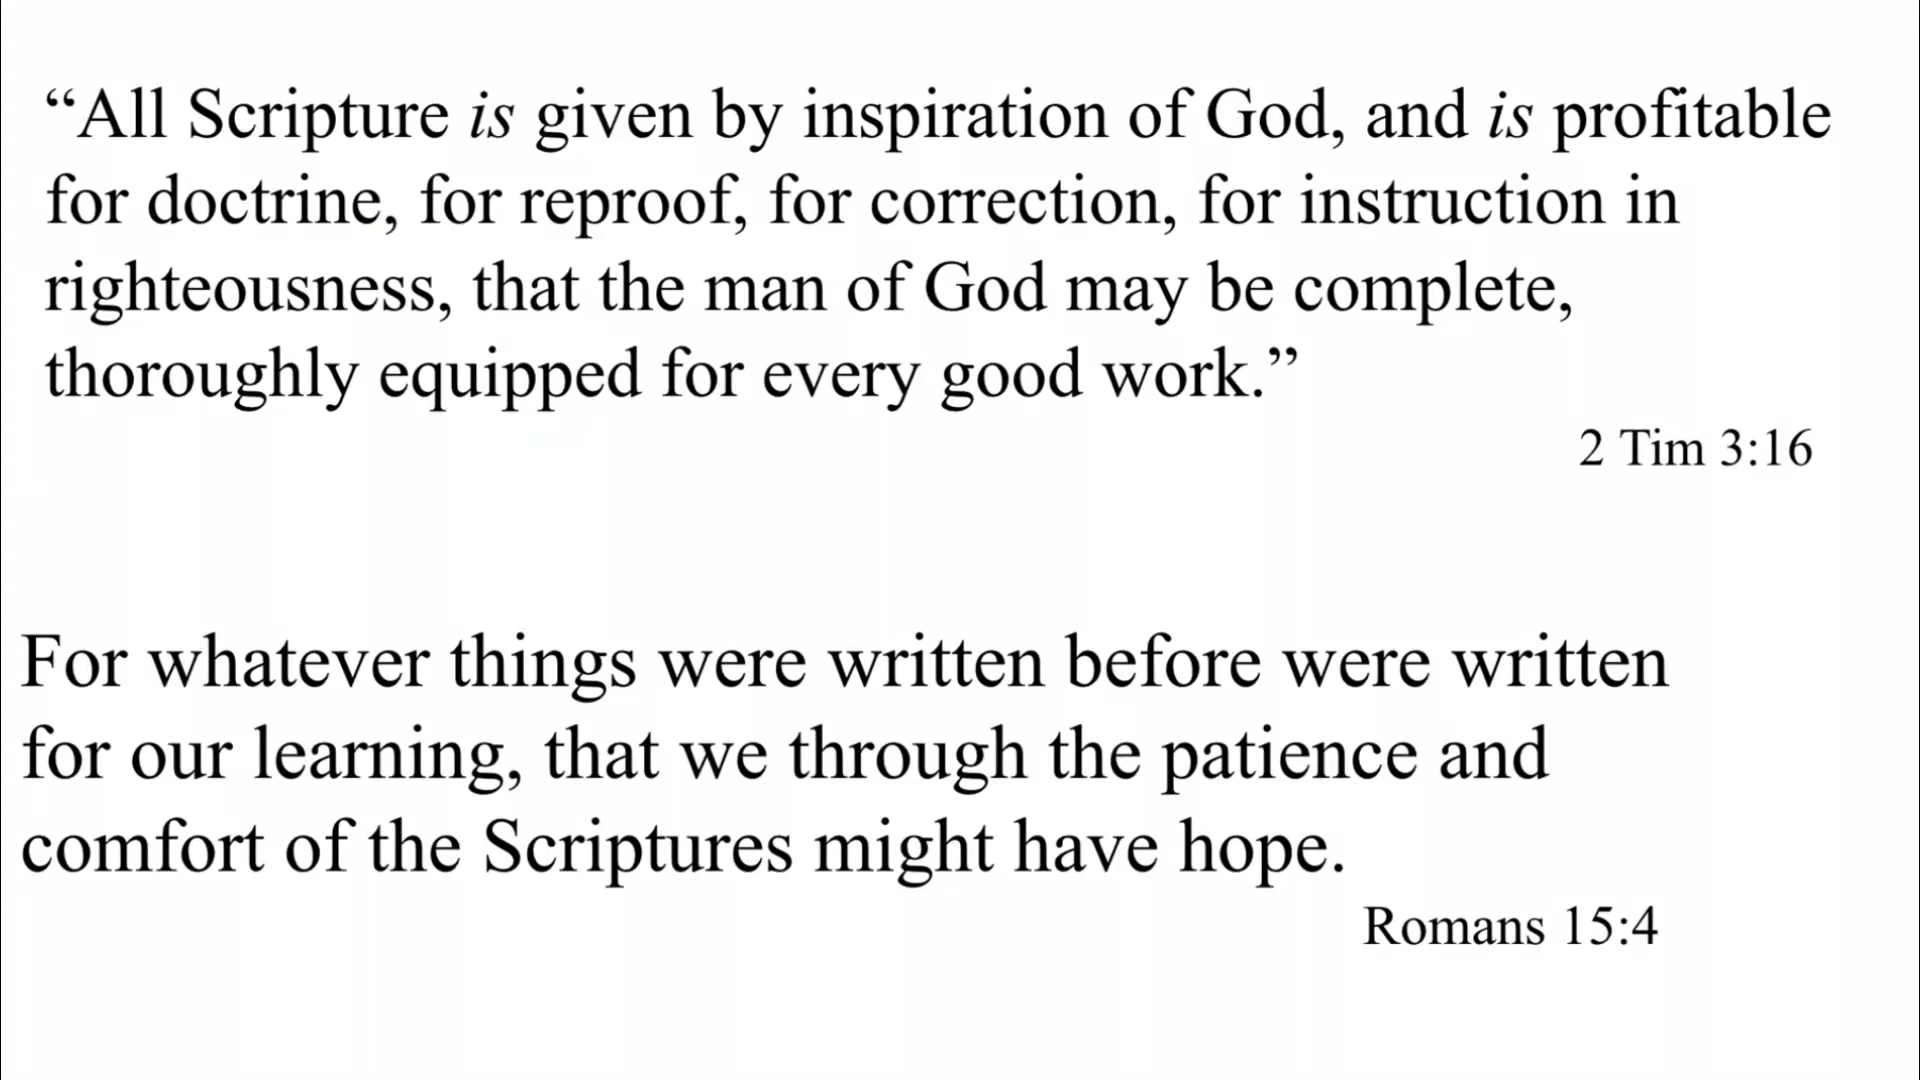 “All Scripture is given by inspiration of God, and is profitable
for doctrine, for reproof, for correction, for instruction in
righteousness, that the man of God may be complete,
thoroughly equipped for every good work.”
2 Tim 3:16
For whatever things were written before were written
for our learning, that we through the patience and
comfort of the Scriptures might have hope.
Romans 15:4